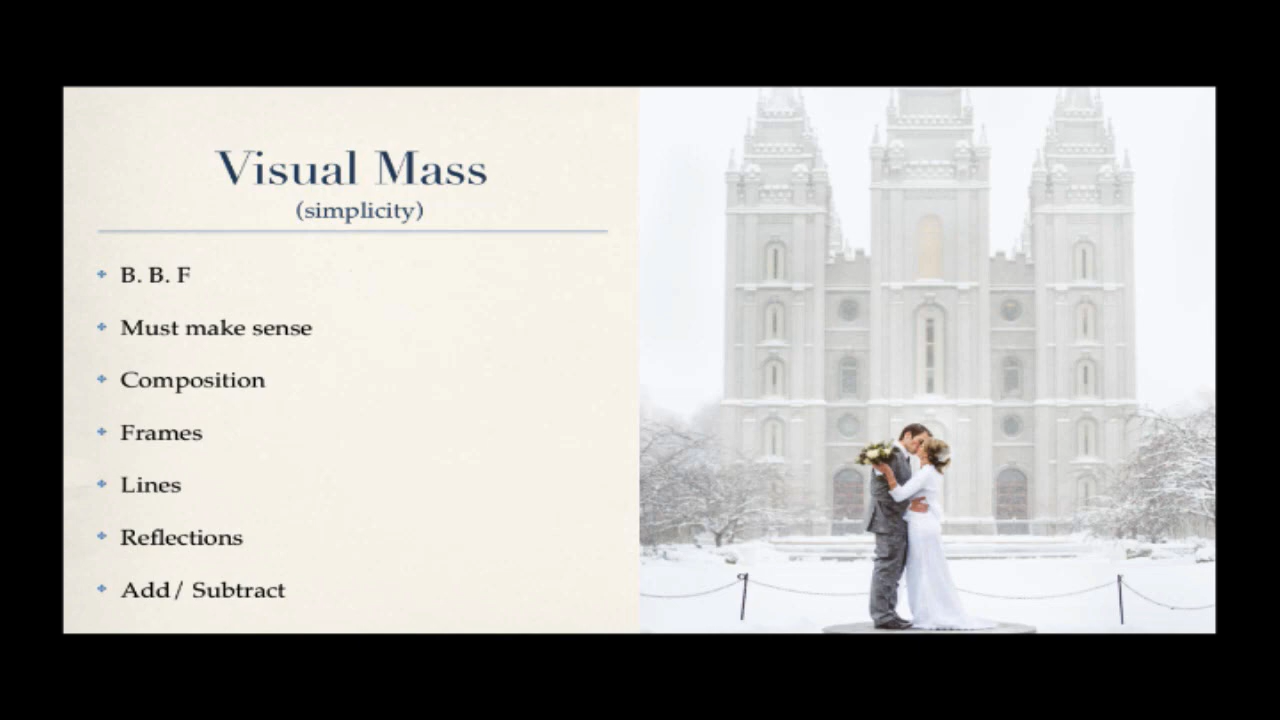 Visual Mass
(simplicity)
B. B. F
Must make sense
Composition
Frames
Lines
Reflections
Add / Subtract